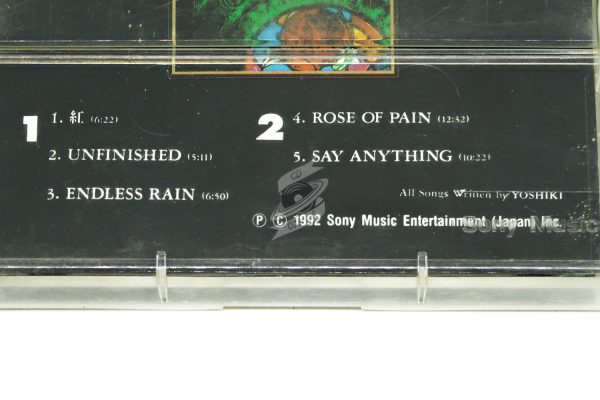 1
1. 紅 (6:22)
2. UNFINISHED (5:11)
3. ENDLESS RAIN (6:50)
2
4. ROSE OF PAIN (12:32)
5. SAY ANYTHING (10:22)
All Songs Written by YOSHIKI
Ⓟ Ⓒ 1992 Sony Music Entertainment (Japan) Inc.
Sony Music
CD